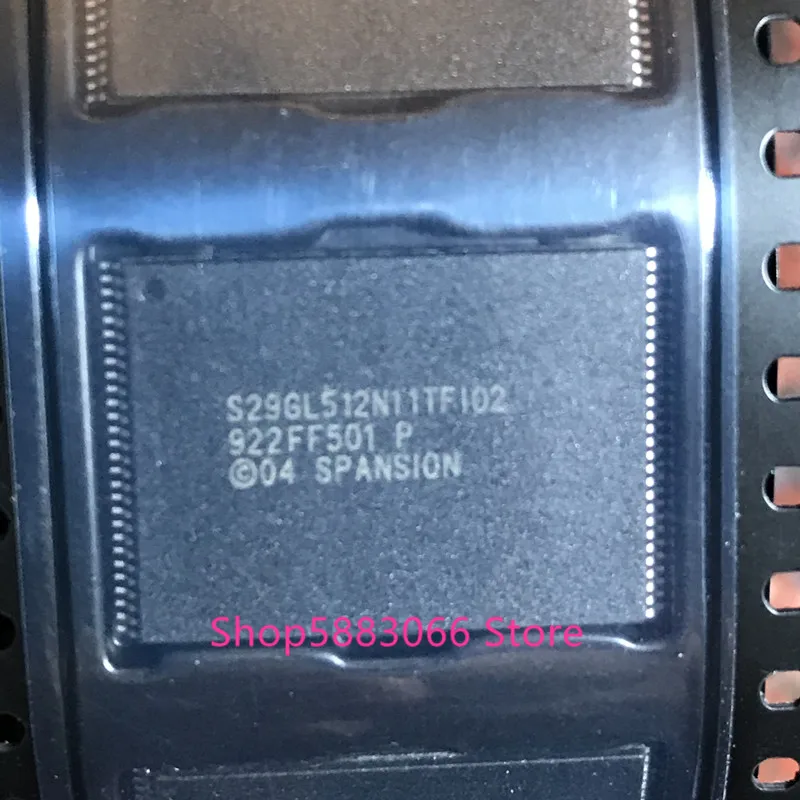 S29GL512N11TFI02
922FF501 P
©04 SPANSION
Shop5883066 Store